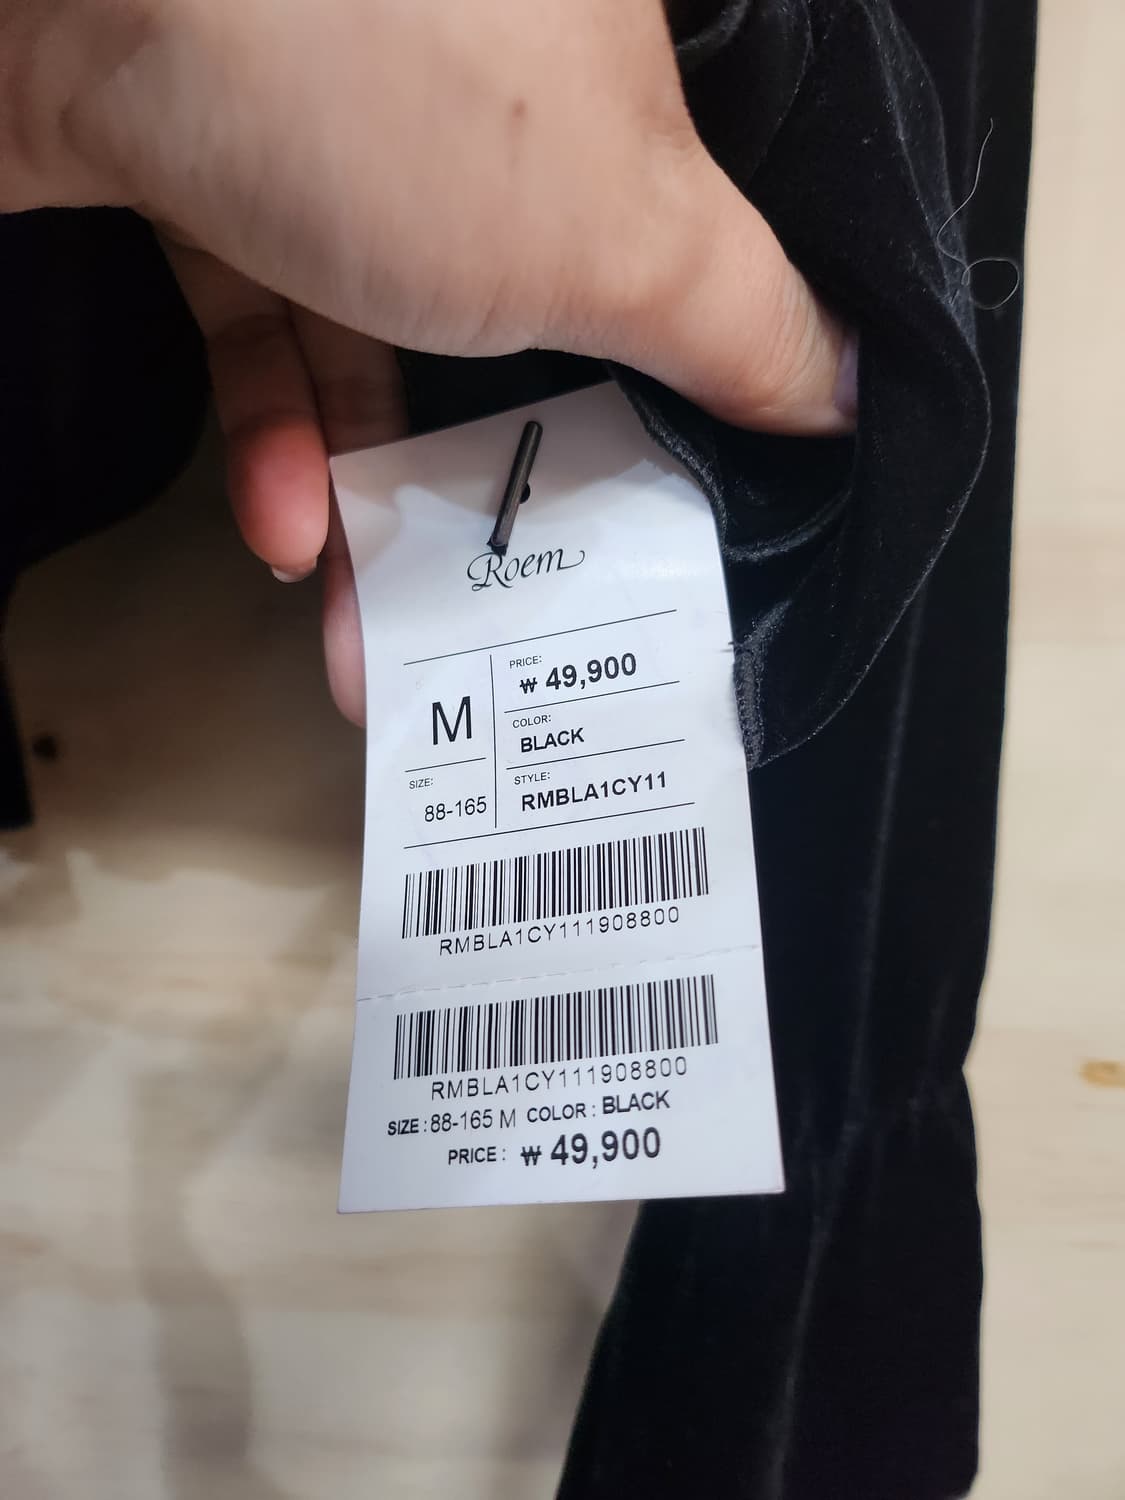 Roem
M
SIZE:
88-165
PRICE:
₩ 49,900
COLOR:
BLACK
STYLE:
RMBLA1CY11
RMBLA1CY111908800
RMBLA1CY111908800
SIZE : 88-165 M COLOR : BLACK
PRICE : ₩ 49,900